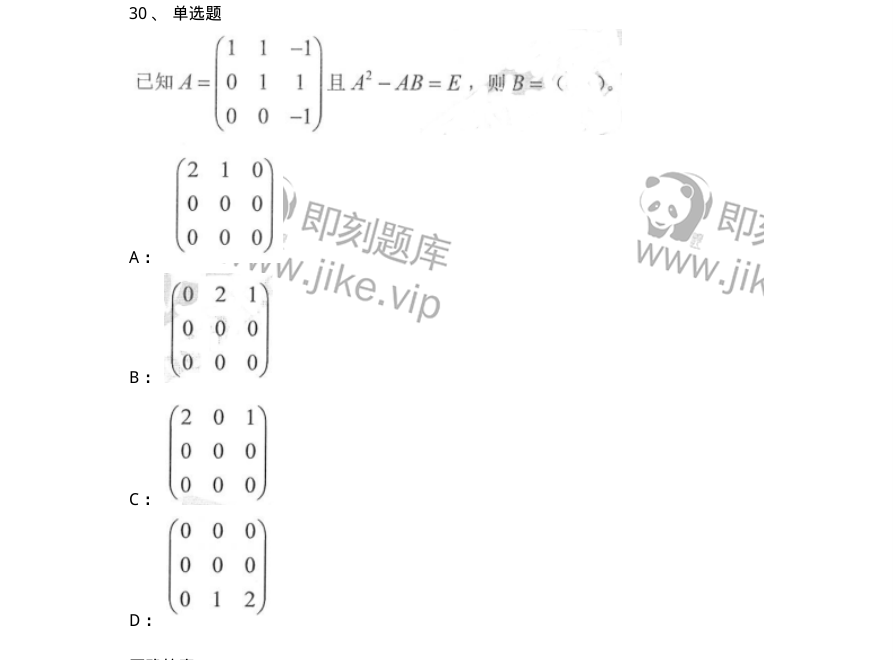 30 、 单选题
已知 A = ( 1 1 −1
0 1 1
0 0 −1 ) 且 A² − AB = E ，则 B = （ ）。
A： ( 2 1 0
0 0 0
0 0 0 )
即刻题库
www.jike.vip
即刻
www.jik
B： ( 0 2 1
0 0 0
0 0 0 )
C： ( 2 0 1
0 0 0
0 0 0 )
D： ( 0 0 0
0 0 0
0 1 2 )